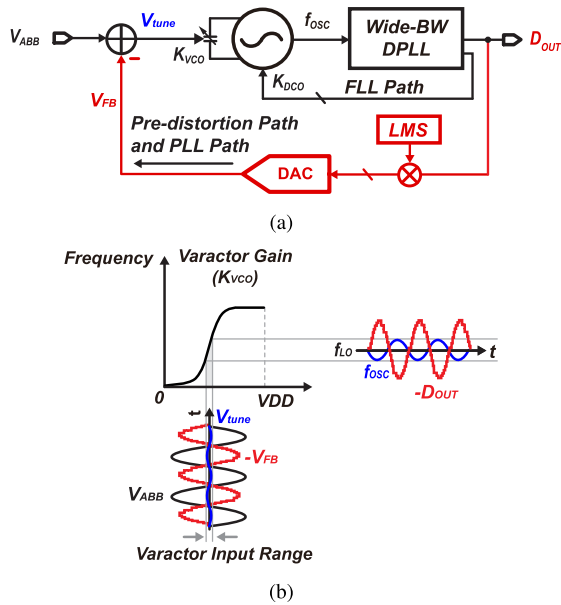 V_ABB
V_tune
K_VCO
f_OSC
Wide-BW
DPLL
D_OUT
K_DCO
FLL Path
V_FB
Pre-distortion Path
and PLL Path
LMS
DAC
(a)
Frequency
Varactor Gain
(K_VCO)
f_LO
t
f_OSC
-D_OUT
0
VDD
t
V_tune
-V_FB
V_ABB
Varactor Input Range
(b)